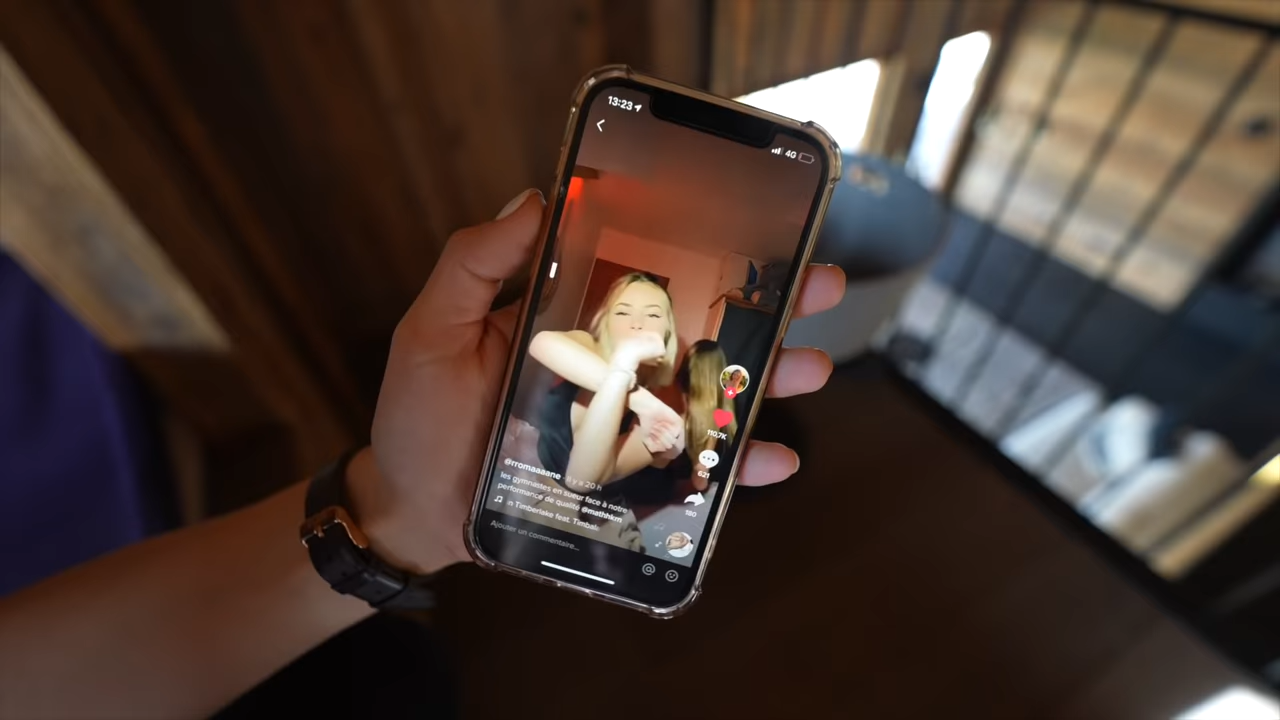 13:23
4G
110,7K
621
@rromaaaane · Il y a 20 h
les gymnastes en sueur face à notre
performance de qualité @mathhkm
180
n Timberlake feat. Timbal
Ajouter un commentaire...